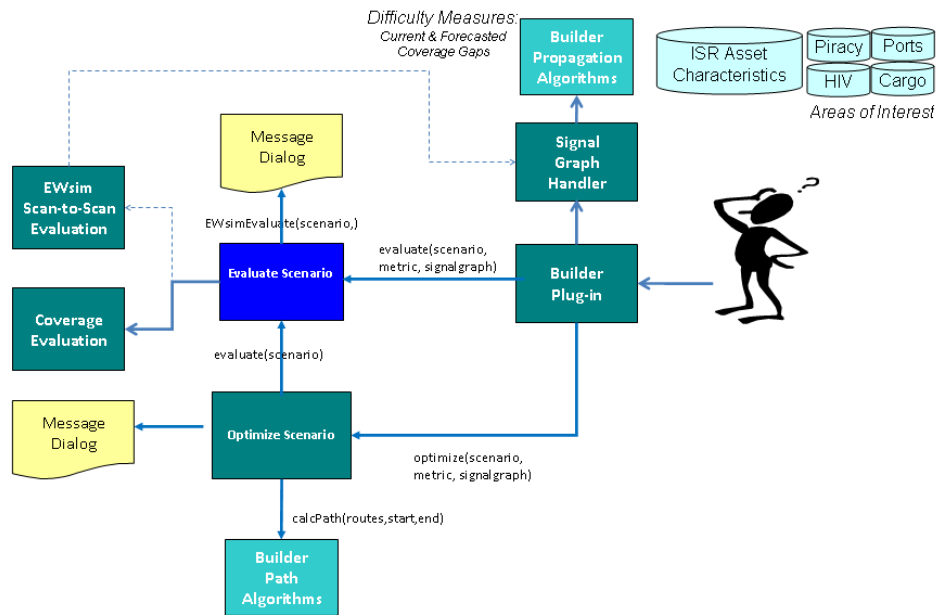 Difficulty Measures:
Current & Forecasted
Coverage Gaps
Builder
Propagation
Algorithms
ISR Asset
Characteristics
Piracy
Ports
HIV
Cargo
Areas of Interest
Message
Dialog
Signal
Graph
Handler
?
EWsim
Scan-to-Scan
Evaluation
EWsimEvaluate(scenario,)
evaluate(scenario,
metric, signalgraph)
Evaluate Scenario
Builder
Plug-in
Coverage
Evaluation
evaluate(scenario)
Message
Dialog
Optimize Scenario
optimize(scenario,
metric, signalgraph)
calcPath(routes,start,end)
Builder
Path
Algorithms